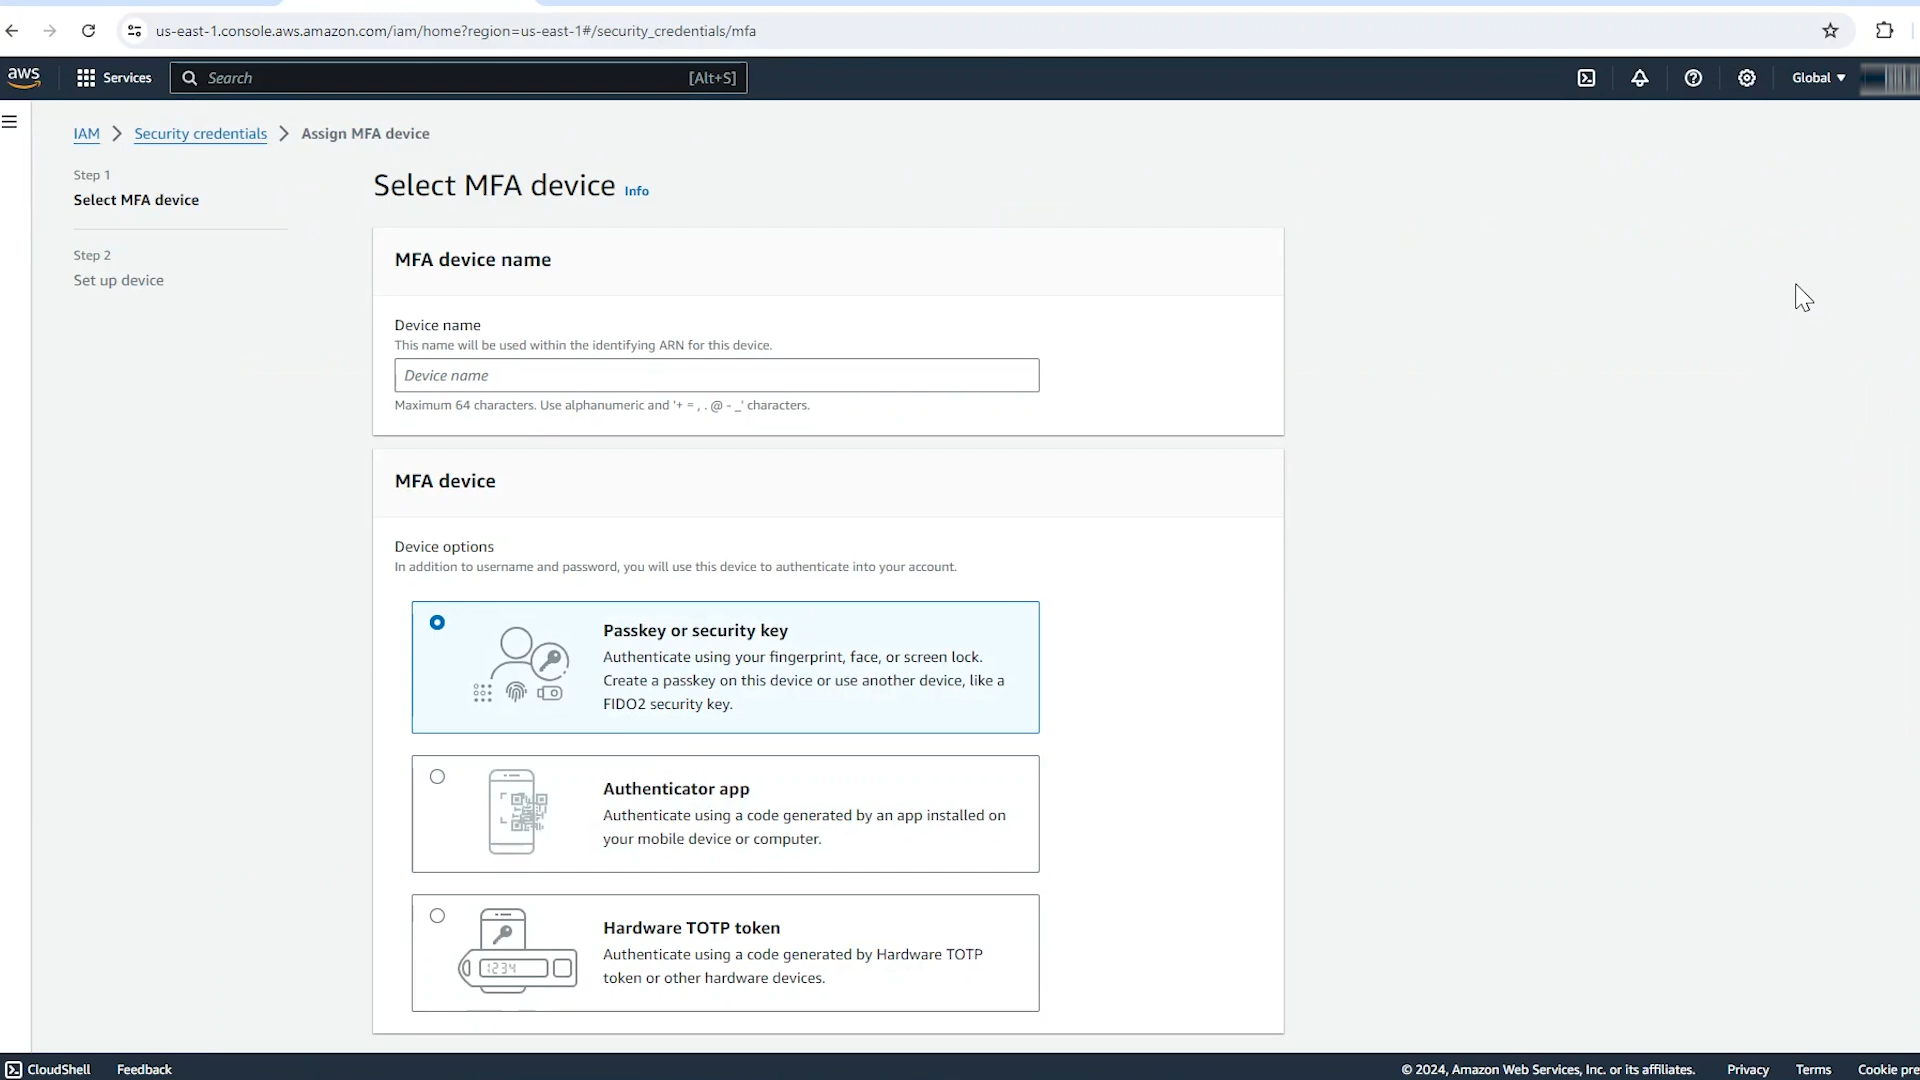 us-east-1.console.aws.amazon.com/iam/home?region=us-east-1#/security_credentials/mfa
aws
Services
Search
[Alt+S]
Global
IAM
Security credentials
Assign MFA device
Step 1
Select MFA device
Step 2
Set up device
Select MFA device Info
MFA device name
Device name
This name will be used within the identifying ARN for this device.
Device name
Maximum 64 characters. Use alphanumeric and '+ = , . @ - _' characters.
MFA device
Device options
In addition to username and password, you will use this device to authenticate into your account.
Passkey or security key
Authenticate using your fingerprint, face, or screen lock.
Create a passkey on this device or use another device, like a
FIDO2 security key.
Authenticator app
Authenticate using a code generated by an app installed on
your mobile device or computer.
1234
Hardware TOTP token
Authenticate using a code generated by Hardware TOTP
token or other hardware devices.
CloudShell
Feedback
© 2024, Amazon Web Services, Inc. or its affiliates.
Privacy
Terms
Cookie pre